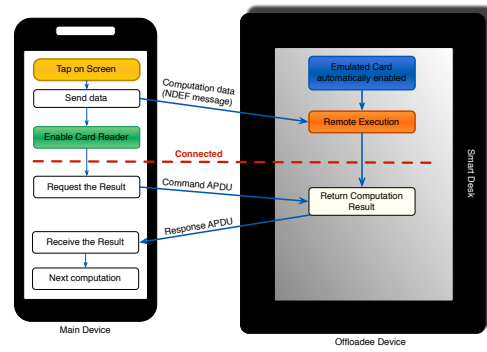 Tap on Screen
Send data
Enable Card Reader
Computation data
(NDEF message)
Emulated Card
automatically enabled
Remote Execution
Connected
Request the Result
Command APDU
Return Computation
Result
Response APDU
Receive the Result
Next computation
Smart Desk
Main Device
Offloadee Device